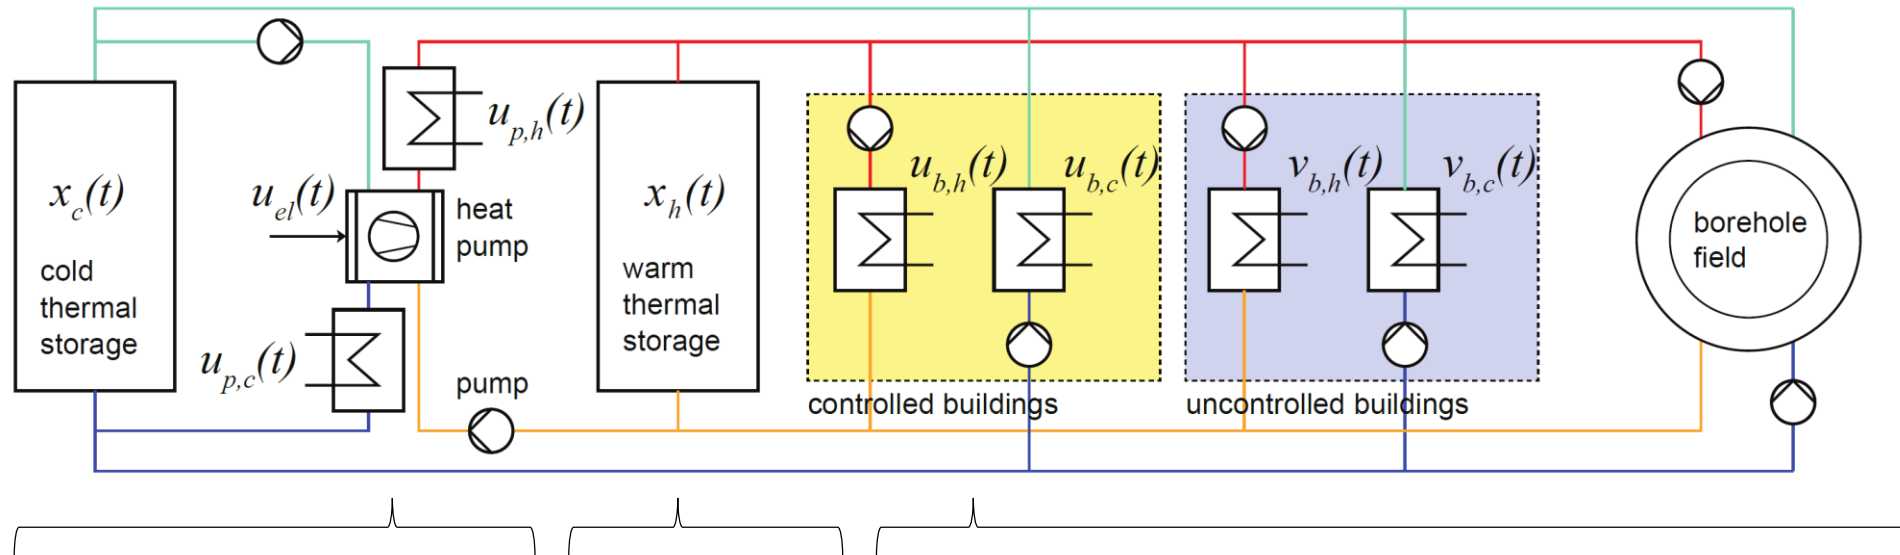 x_c(t)
cold
thermal
storage
u_el(t)
u_p,h(t)
heat
pump
u_p,c(t)
pump
x_h(t)
warm
thermal
storage
u_b,h(t)
u_b,c(t)
controlled buildings
v_b,h(t)
v_b,c(t)
uncontrolled buildings
borehole
field